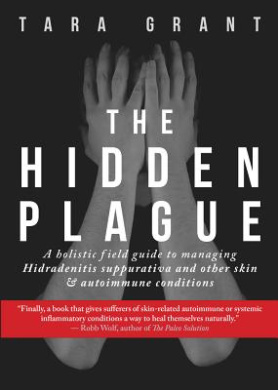 TARA GRANT
THE
HIDDEN
PLAGUE
A holistic field guide to managing
Hidradenitis suppurativa and other skin
& autoimmune conditions
"Finally, a book that gives sufferers of skin-related autoimmune or systemic
inflammatory conditions a way to heal themselves naturally."
— Robb Wolf, author of The Paleo Solution